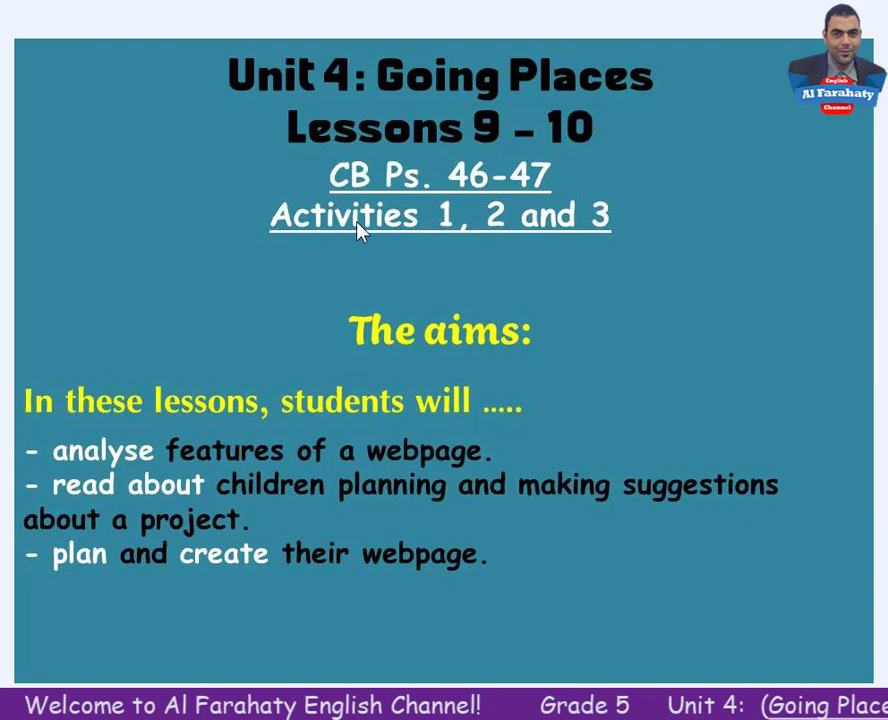 Unit 4: Going Places
Lessons 9 - 10
CB Ps. 46-47
Activities 1, 2 and 3
English
Al Farahaty
Channel
The aims:
In these lessons, students will .....
- analyse features of a webpage.
- read about children planning and making suggestions
about a project.
- plan and create their webpage.
Welcome to Al Farahaty English Channel! Grade 5 Unit 4: (Going Place